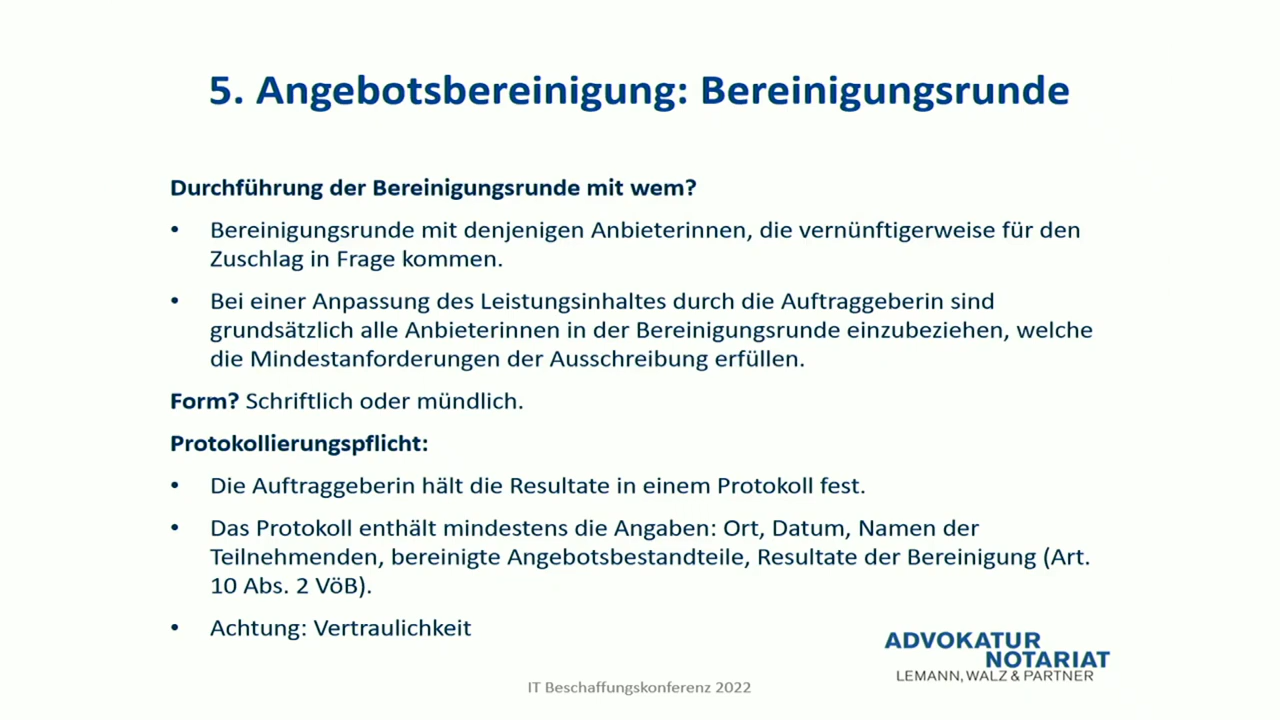 5. Angebotsbereinigung: Bereinigungsrunde
Durchführung der Bereinigungsrunde mit wem?
• Bereinigungsrunde mit denjenigen Anbieterinnen, die vernünftigerweise für den
Zuschlag in Frage kommen.
• Bei einer Anpassung des Leistungsinhaltes durch die Auftraggeberin sind
grundsätzlich alle Anbieterinnen in der Bereinigungsrunde einzubeziehen, welche
die Mindestanforderungen der Ausschreibung erfüllen.
Form? Schriftlich oder mündlich.
Protokollierungspflicht:
• Die Auftraggeberin hält die Resultate in einem Protokoll fest.
• Das Protokoll enthält mindestens die Angaben: Ort, Datum, Namen der
Teilnehmenden, bereinigte Angebotsbestandteile, Resultate der Bereinigung (Art.
10 Abs. 2 VöB).
• Achtung: Vertraulichkeit
ADVOKATUR
NOTARIAT
LEMANN, WALZ & PARTNER
IT Beschaffungskonferenz 2022